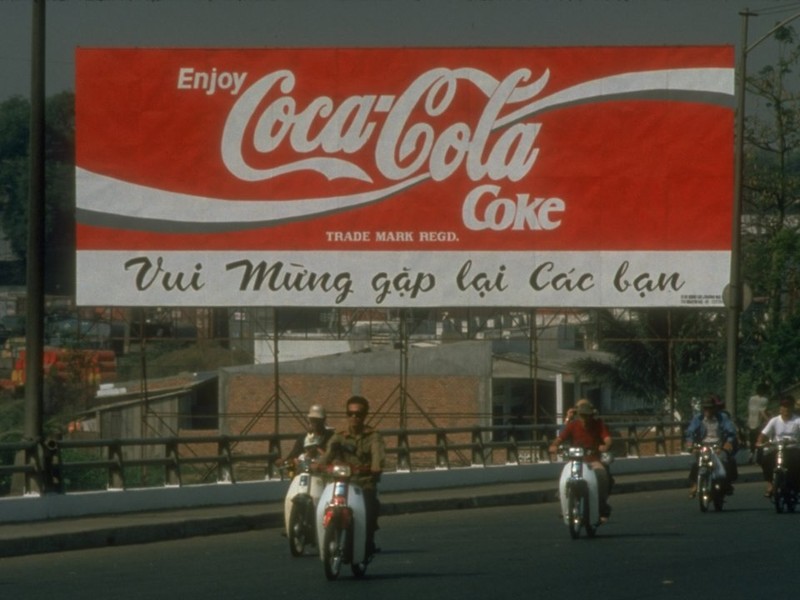 Enjoy
Coca-Cola
Coke
TRADE MARK REGD.
Vui Mừng gặp lại Các bạn